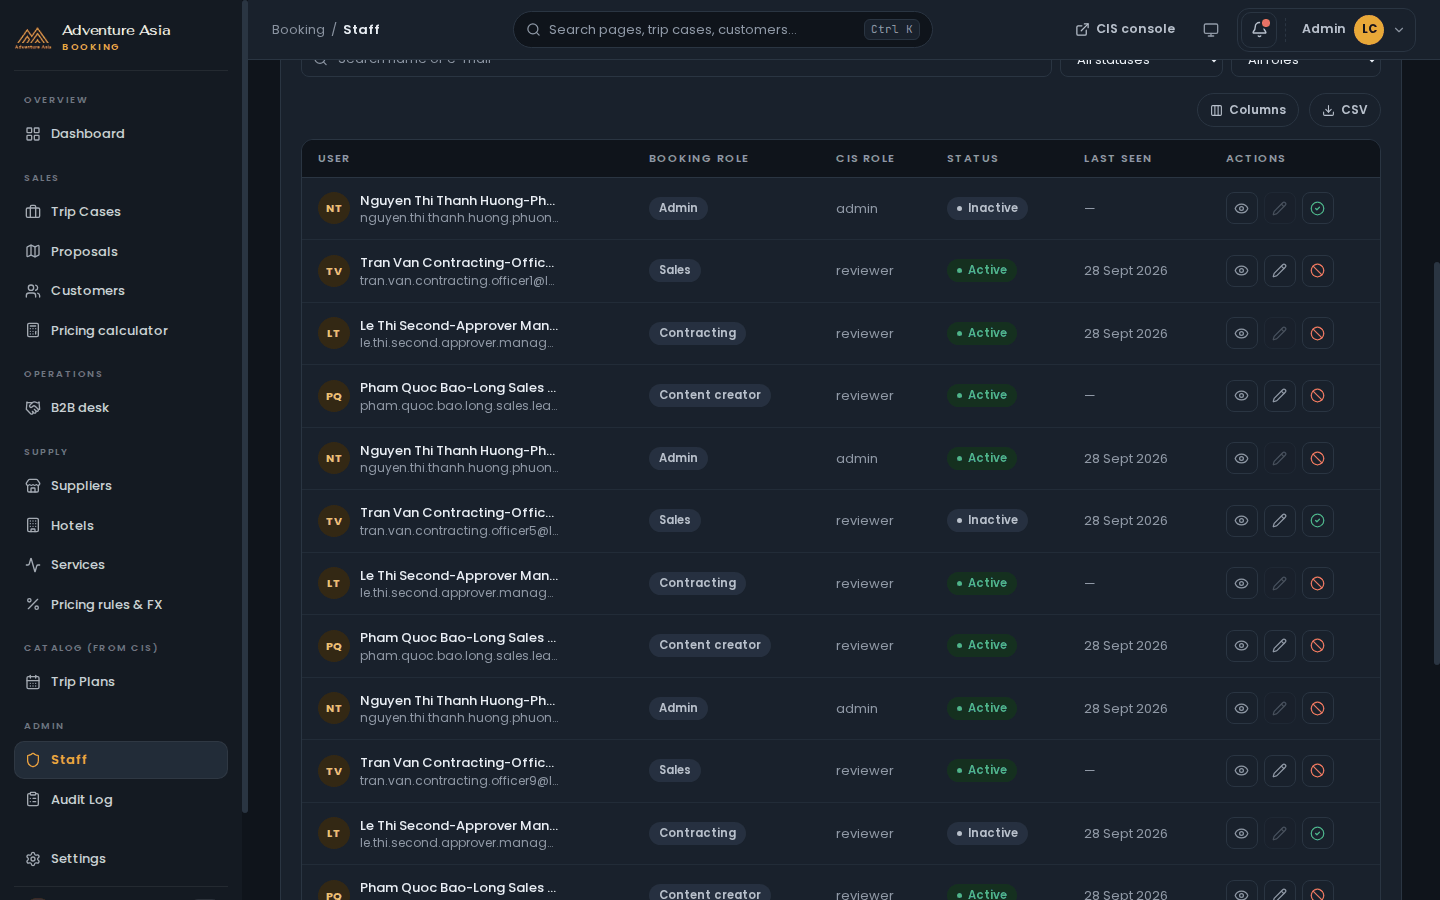 Adventure Asia
BOOKING
Adventure Asia
OVERVIEW
Dashboard
SALES
Trip Cases
Proposals
Customers
Pricing calculator
OPERATIONS
B2B desk
SUPPLY
Suppliers
Hotels
Services
Pricing rules & FX
CATALOG (FROM CIS)
Trip Plans
ADMIN
Staff
Audit Log
Settings
Booking / Staff
Search pages, trip cases, customers...
Ctrl K
CIS console
Admin LC
Search name or e-mail
All statuses
All roles
Columns
CSV
USER BOOKING ROLE CIS ROLE STATUS LAST SEEN ACTIONS
NT Nguyen Thi Thanh Huong-Ph... Admin admin Inactive —
nguyen.thi.thanh.huong.phuon...
TV Tran Van Contracting-Offic... Sales reviewer Active 28 Sept 2026
tran.van.contracting.officer1@l...
LT Le Thi Second-Approver Man... Contracting reviewer Active 28 Sept 2026
le.thi.second.approver.manag...
PQ Pham Quoc Bao-Long Sales ... Content creator reviewer Active —
pham.quoc.bao.long.sales.lea...
NT Nguyen Thi Thanh Huong-Ph... Admin admin Active 28 Sept 2026
nguyen.thi.thanh.huong.phuon...
TV Tran Van Contracting-Offic... Sales reviewer Inactive 28 Sept 2026
tran.van.contracting.officer5@l...
LT Le Thi Second-Approver Man... Contracting reviewer Active —
le.thi.second.approver.manag...
PQ Pham Quoc Bao-Long Sales ... Content creator reviewer Active 28 Sept 2026
pham.quoc.bao.long.sales.lea...
NT Nguyen Thi Thanh Huong-Ph... Admin admin Active 28 Sept 2026
nguyen.thi.thanh.huong.phuon...
TV Tran Van Contracting-Offic... Sales reviewer Active —
tran.van.contracting.officer9@l...
LT Le Thi Second-Approver Man... Contracting reviewer Inactive 28 Sept 2026
le.thi.second.approver.manag...
PQ Pham Quoc Bao-Long Sales ... Content creator reviewer Active 28 Sept 2026